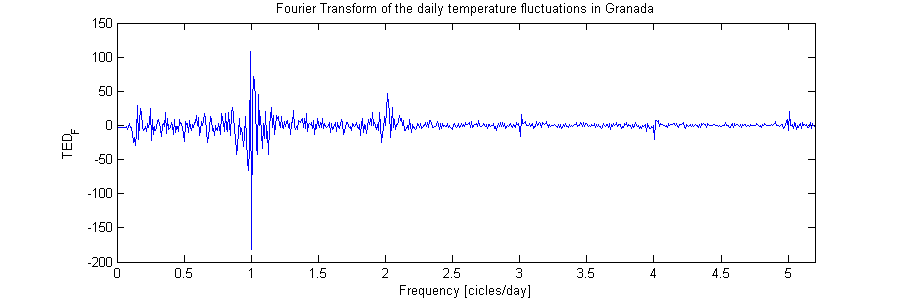 Fourier Transform of the daily temperature fluctuations in Granada
150
100
50
0
-50
-100
-150
-200
TED_F
0 0.5 1 1.5 2 2.5 3 3.5 4 4.5 5
Frequency [cicles/day]